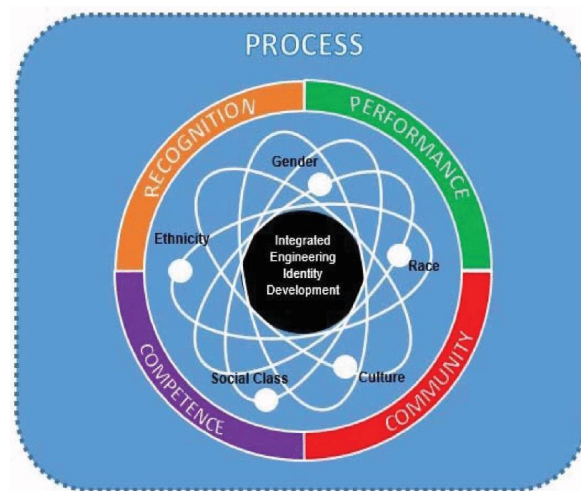 PROCESS
RECOGNITION
PERFORMANCE
Gender
Ethnicity
Integrated
Engineering
Identity
Development
Race
Social Class
Culture
COMPETENCE
COMMUNITY